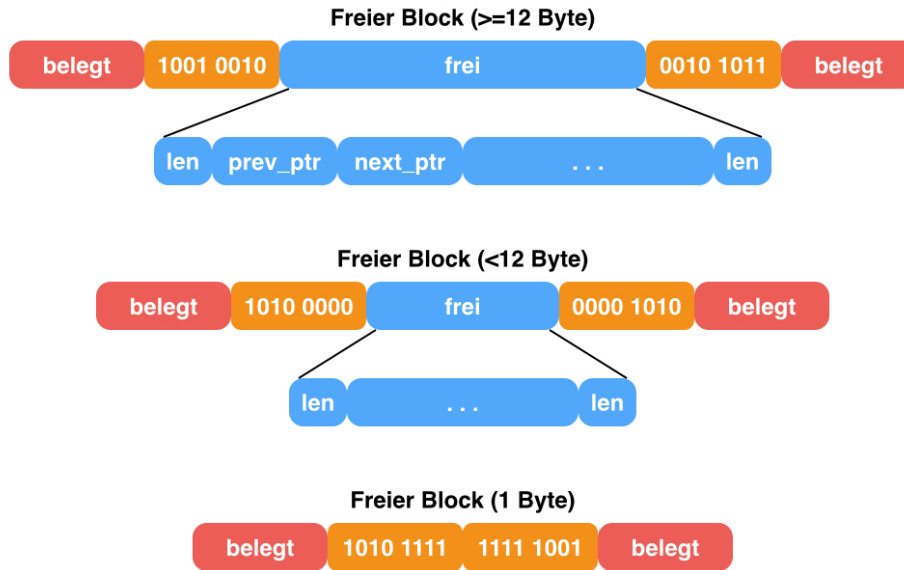 Freier Block (>=12 Byte)
belegt 1001 0010 frei 0010 1011 belegt
len prev_ptr next_ptr . . . len
Freier Block (<12 Byte)
belegt 1010 0000 frei 0000 1010 belegt
len . . . len
Freier Block (1 Byte)
belegt 1010 1111 1111 1001 belegt